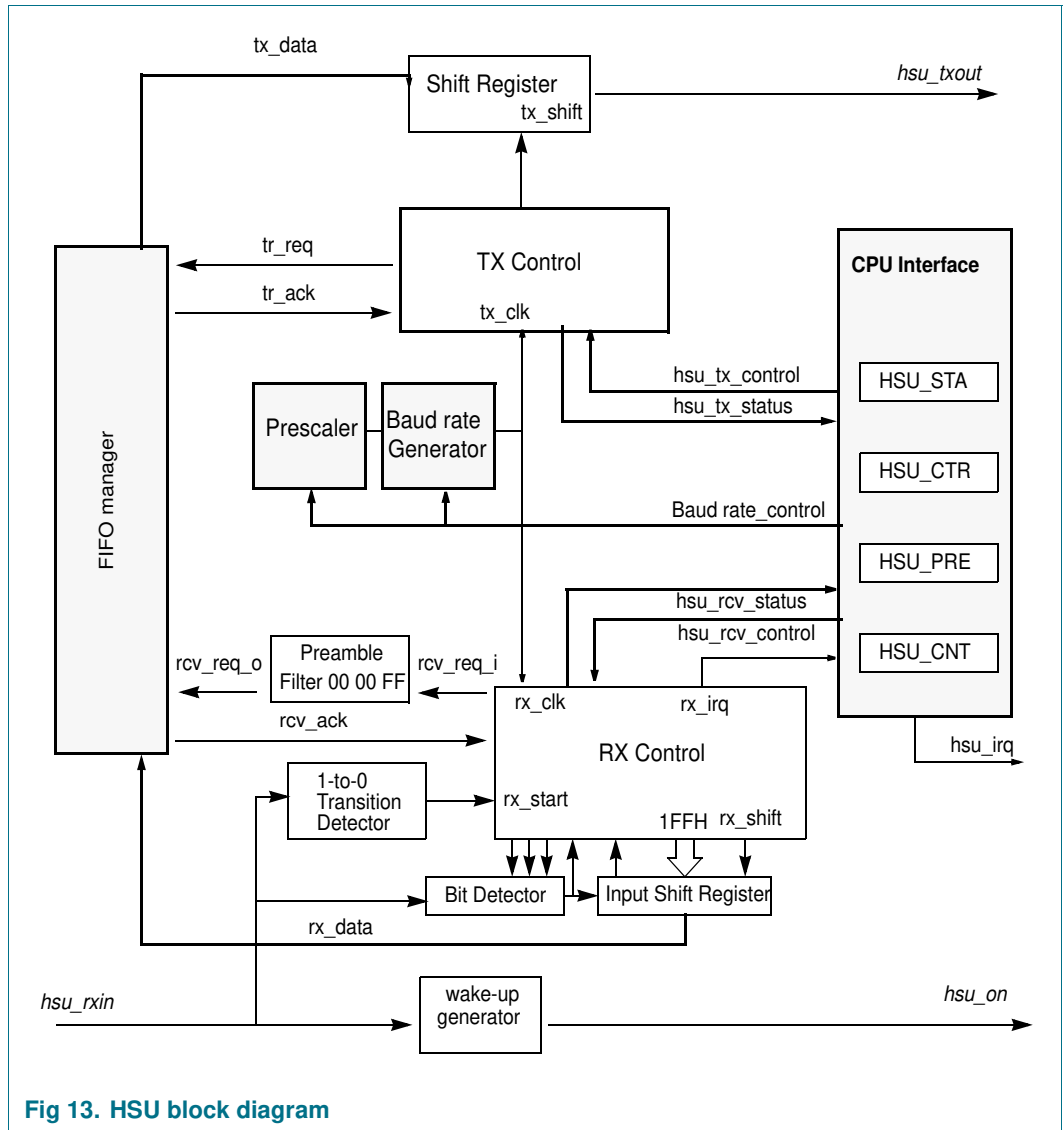 tx_data
Shift Register
tx_shift
hsu_txout
tr_req
TX Control
CPU Interface
tr_ack
tx_clk
hsu_tx_control
HSU_STA
hsu_tx_status
Prescaler
Baud rate
Generator
HSU_CTR
FIFO manager
Baud rate_control
HSU_PRE
hsu_rcv_status
hsu_rcv_control
HSU_CNT
rcv_req_o
Preamble
Filter 00 00 FF
rcv_req_i
rx_clk
rx_irq
rcv_ack
RX Control
hsu_irq
1-to-0
Transition
Detector
rx_start
1FFH
rx_shift
Bit Detector
Input Shift Register
rx_data
hsu_rxin
wake-up
generator
hsu_on
Fig 13. HSU block diagram